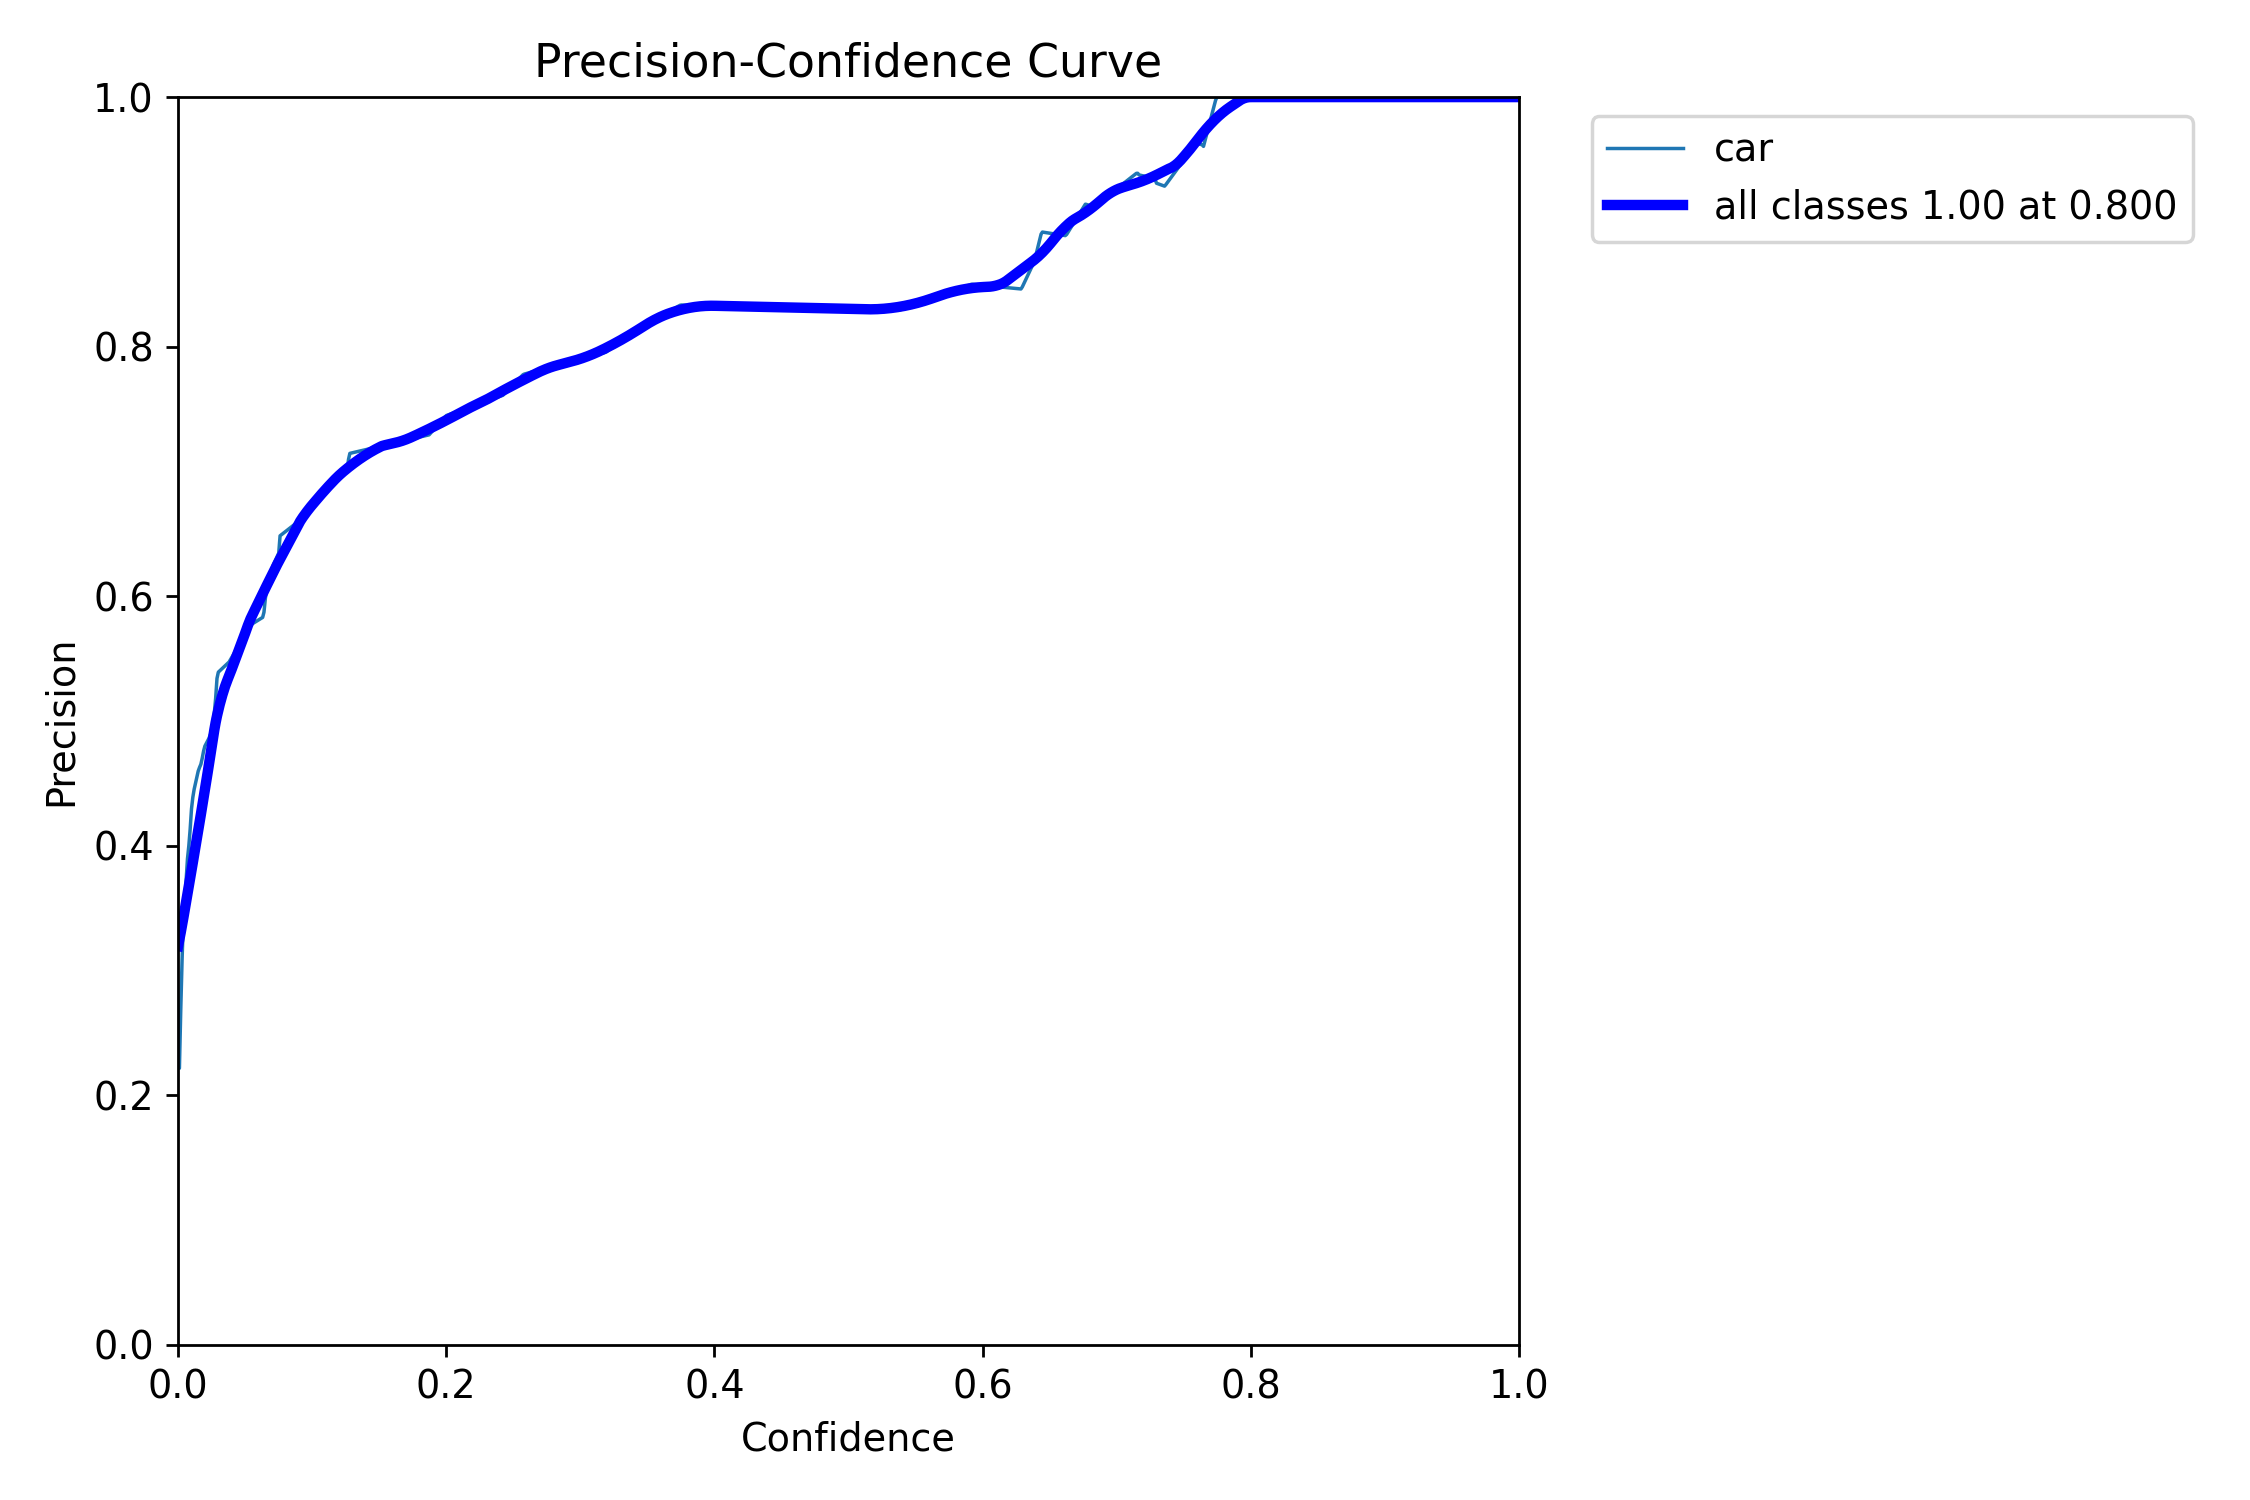 Precision-Confidence Curve
1.0
0.8
0.6
0.4
0.2
0.0
Precision
0.0 0.2 0.4 0.6 0.8 1.0
Confidence
car
all classes 1.00 at 0.800